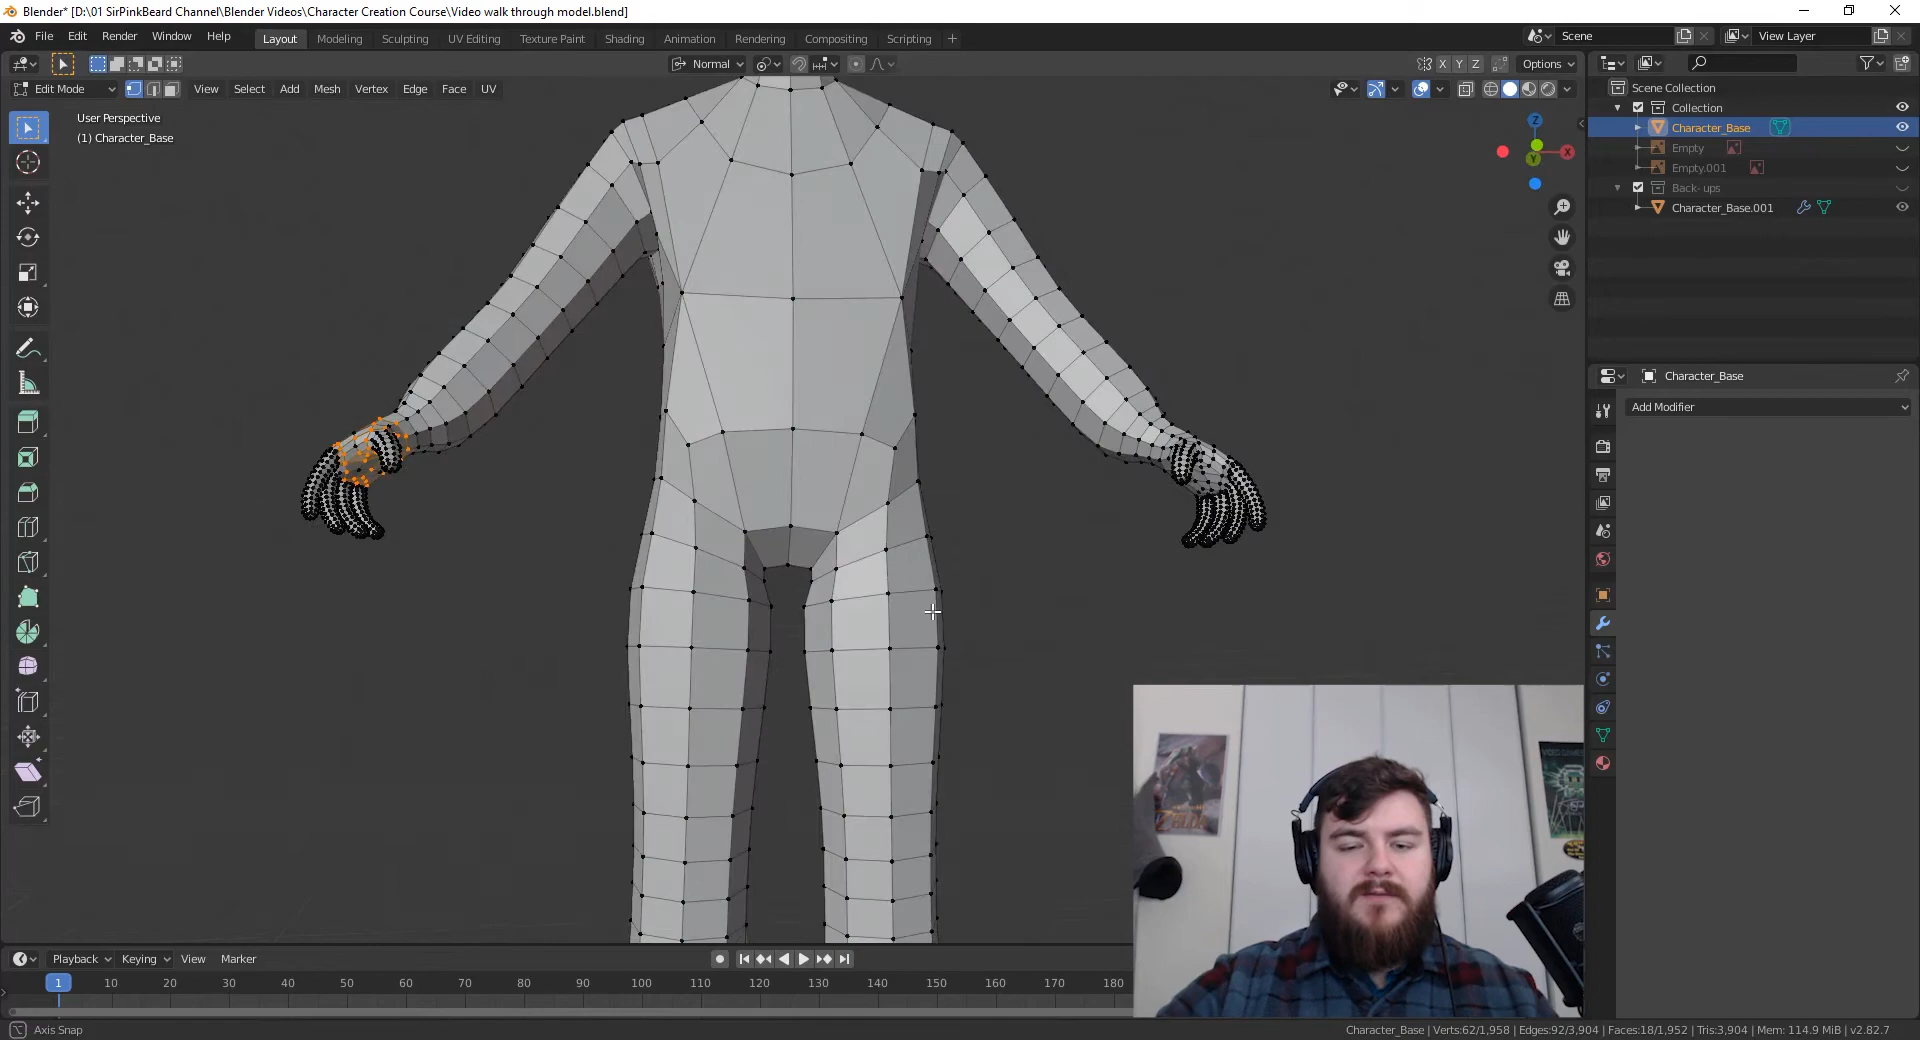 Blender* [D:\01 SirPinkBeard Channel\Blender Videos\Character Creation Course\Video walk through model.blend]
File Edit Render Window Help Layout Modeling Sculpting UV Editing Texture Paint Shading Animation Rendering Compositing Scripting + Scene View Layer
Normal X Y Z Options
Edit Mode View Select Add Mesh Vertex Edge Face UV
User Perspective
(1) Character_Base
Z
X
Y
Scene Collection
Collection
Character_Base
Empty
Empty.001
Back- ups
Character_Base.001
Character_Base
Add Modifier
Playback Keying View Marker
1 10 20 30 40 50 60 70 80 90 100 110 120 130 140 150 160 170 180
Axis Snap
Character_Base | Verts:62/1,958 | Edges:92/3,904 | Faces:18/1,952 | Tris:3,904 | Mem: 114.9 MiB | v2.82.7